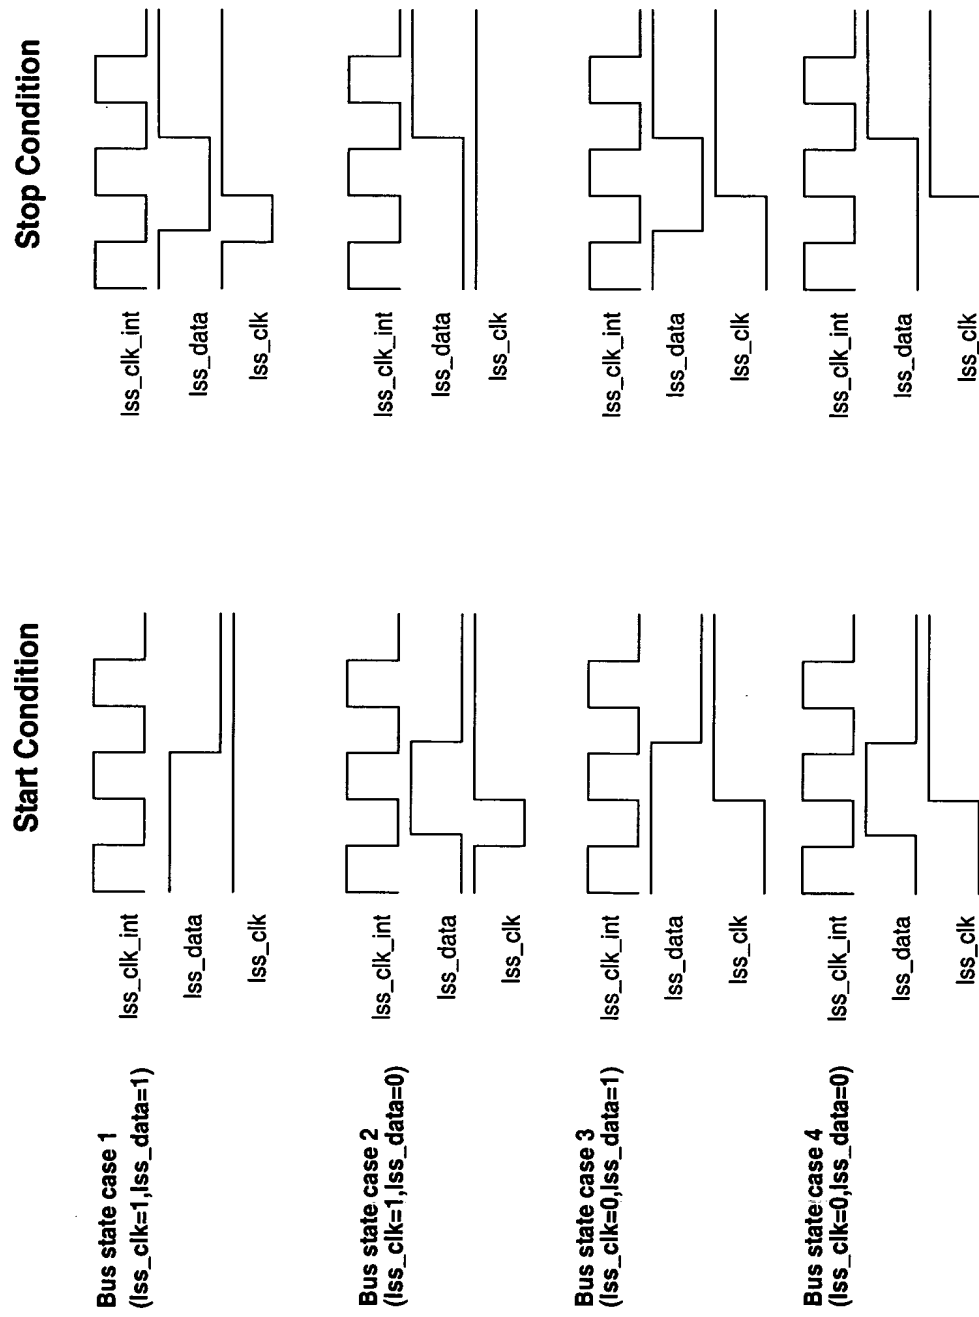 Start Condition
Stop Condition
Bus state case 1
(lss_clk=1,lss_data=1)
lss_clk_int
lss_data
lss_clk
lss_clk_int
lss_data
lss_clk
Bus state case 2
(lss_clk=1,lss_data=0)
lss_clk_int
lss_data
lss_clk
lss_clk_int
lss_data
lss_clk
Bus state case 3
(lss_clk=0,lss_data=1)
lss_clk_int
lss_data
lss_clk
lss_clk_int
lss_data
lss_clk
Bus state case 4
(lss_clk=0,lss_data=0)
lss_clk_int
lss_data
lss_clk
lss_clk_int
lss_data
lss_clk